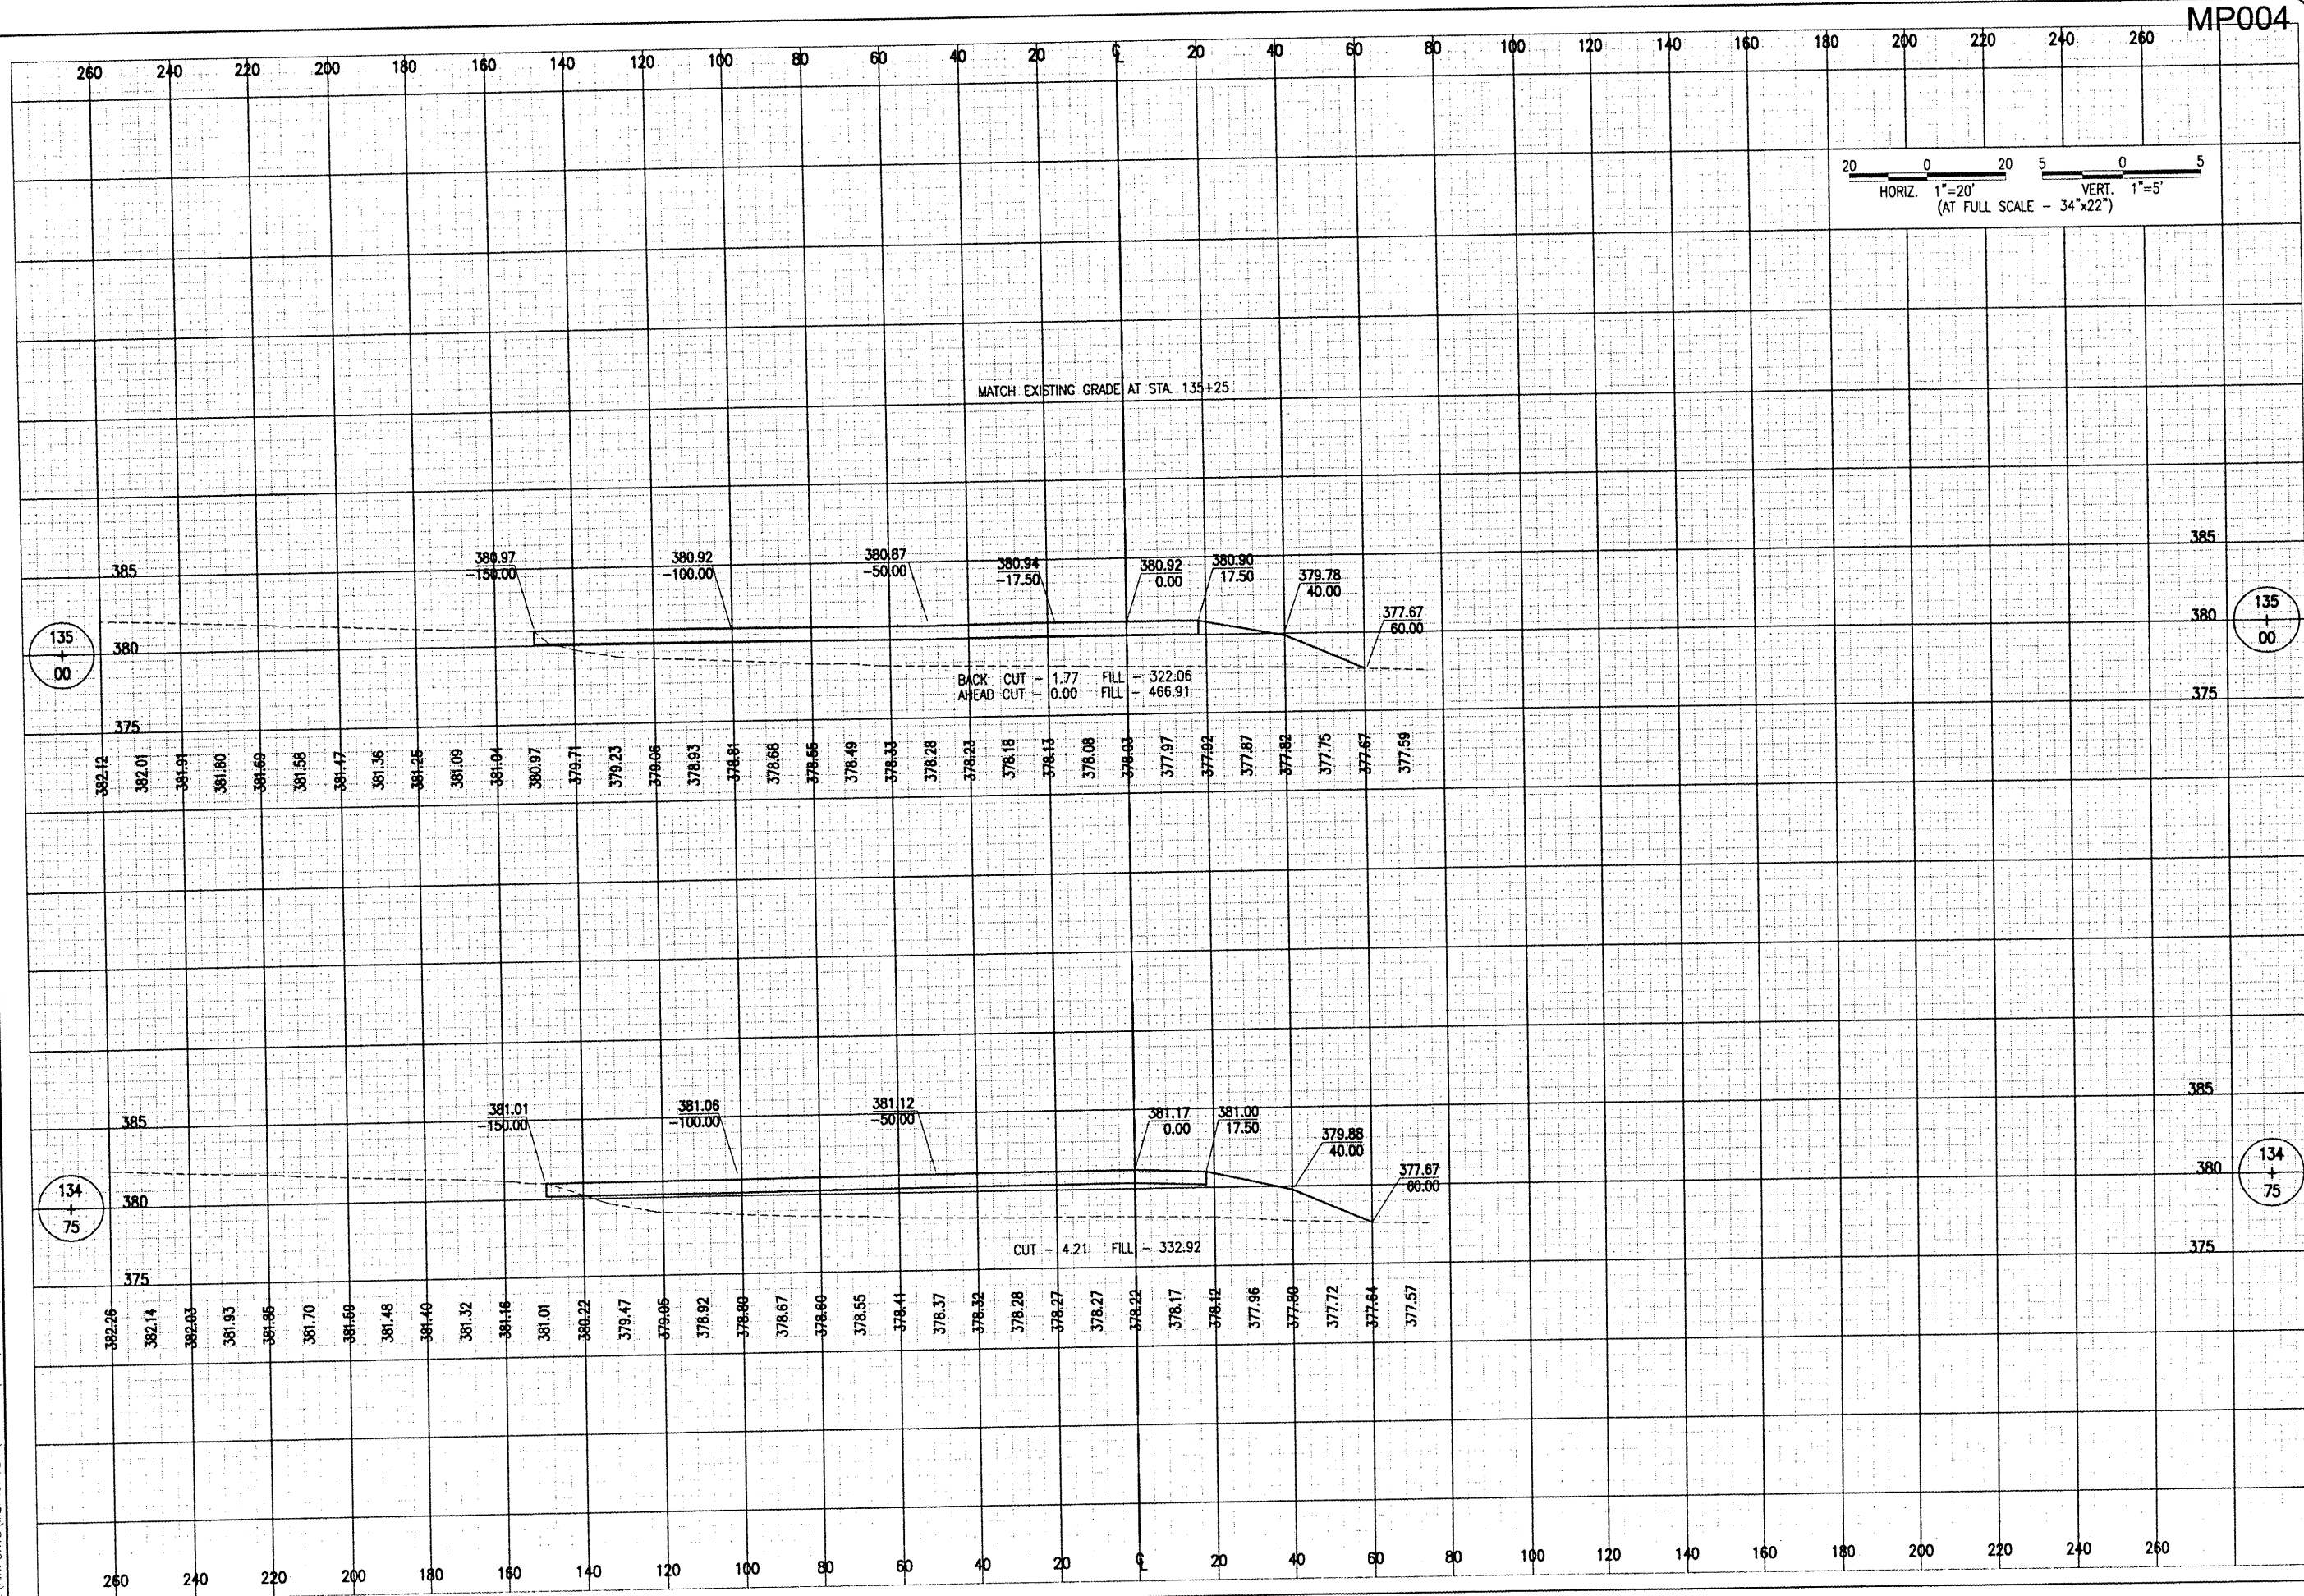 MP004
260 240 220 200 180 160 140 120 100 80 60 40 20 ℄ 20 40 60 80 100 120 140 160 180 200 220 240 260
20 0 20 5 0 5
HORIZ. 1"=20' VERT. 1"=5'
(AT FULL SCALE - 34"x22")
MATCH EXISTING GRADE AT STA. 135+25
380.97 380.92 380.87 380.94 380.92 380.90 379.78 377.67
-150.00 -100.00 -50.00 -17.50 0.00 17.50 40.00 60.00
385 385
135 + 00 380 380 135 + 00
BACK CUT - 1.77 FILL - 322.06
AHEAD CUT - 0.00 FILL - 466.91
375 375
382.12 382.01 381.91 381.80 381.69 381.58 381.47 381.36 381.25 381.09 381.04 380.97 379.71 379.23 379.06 378.93 378.81 378.68 378.55 378.49 378.33 378.28 378.23 378.18 378.13 378.08 378.03 377.97 377.92 377.87 377.82 377.75 377.67 377.59
381.01 381.06 381.12 381.17 381.00 379.88 377.67
-150.00 -100.00 -50.00 0.00 17.50 40.00 60.00
385 385
134 + 75 380 380 134 + 75
CUT - 4.21 FILL - 332.92
375 375
382.26 382.14 382.03 381.93 381.85 381.70 381.59 381.48 381.40 381.32 381.16 381.01 380.22 379.47 379.05 378.92 378.80 378.67 378.60 378.55 378.41 378.37 378.32 378.28 378.27 378.27 378.22 378.17 378.12 377.96 377.80 377.72 377.64 377.57
260 240 220 200 180 160 140 120 100 80 60 40 20 ℄ 20 40 60 80 100 120 140 160 180 200 220 240 260